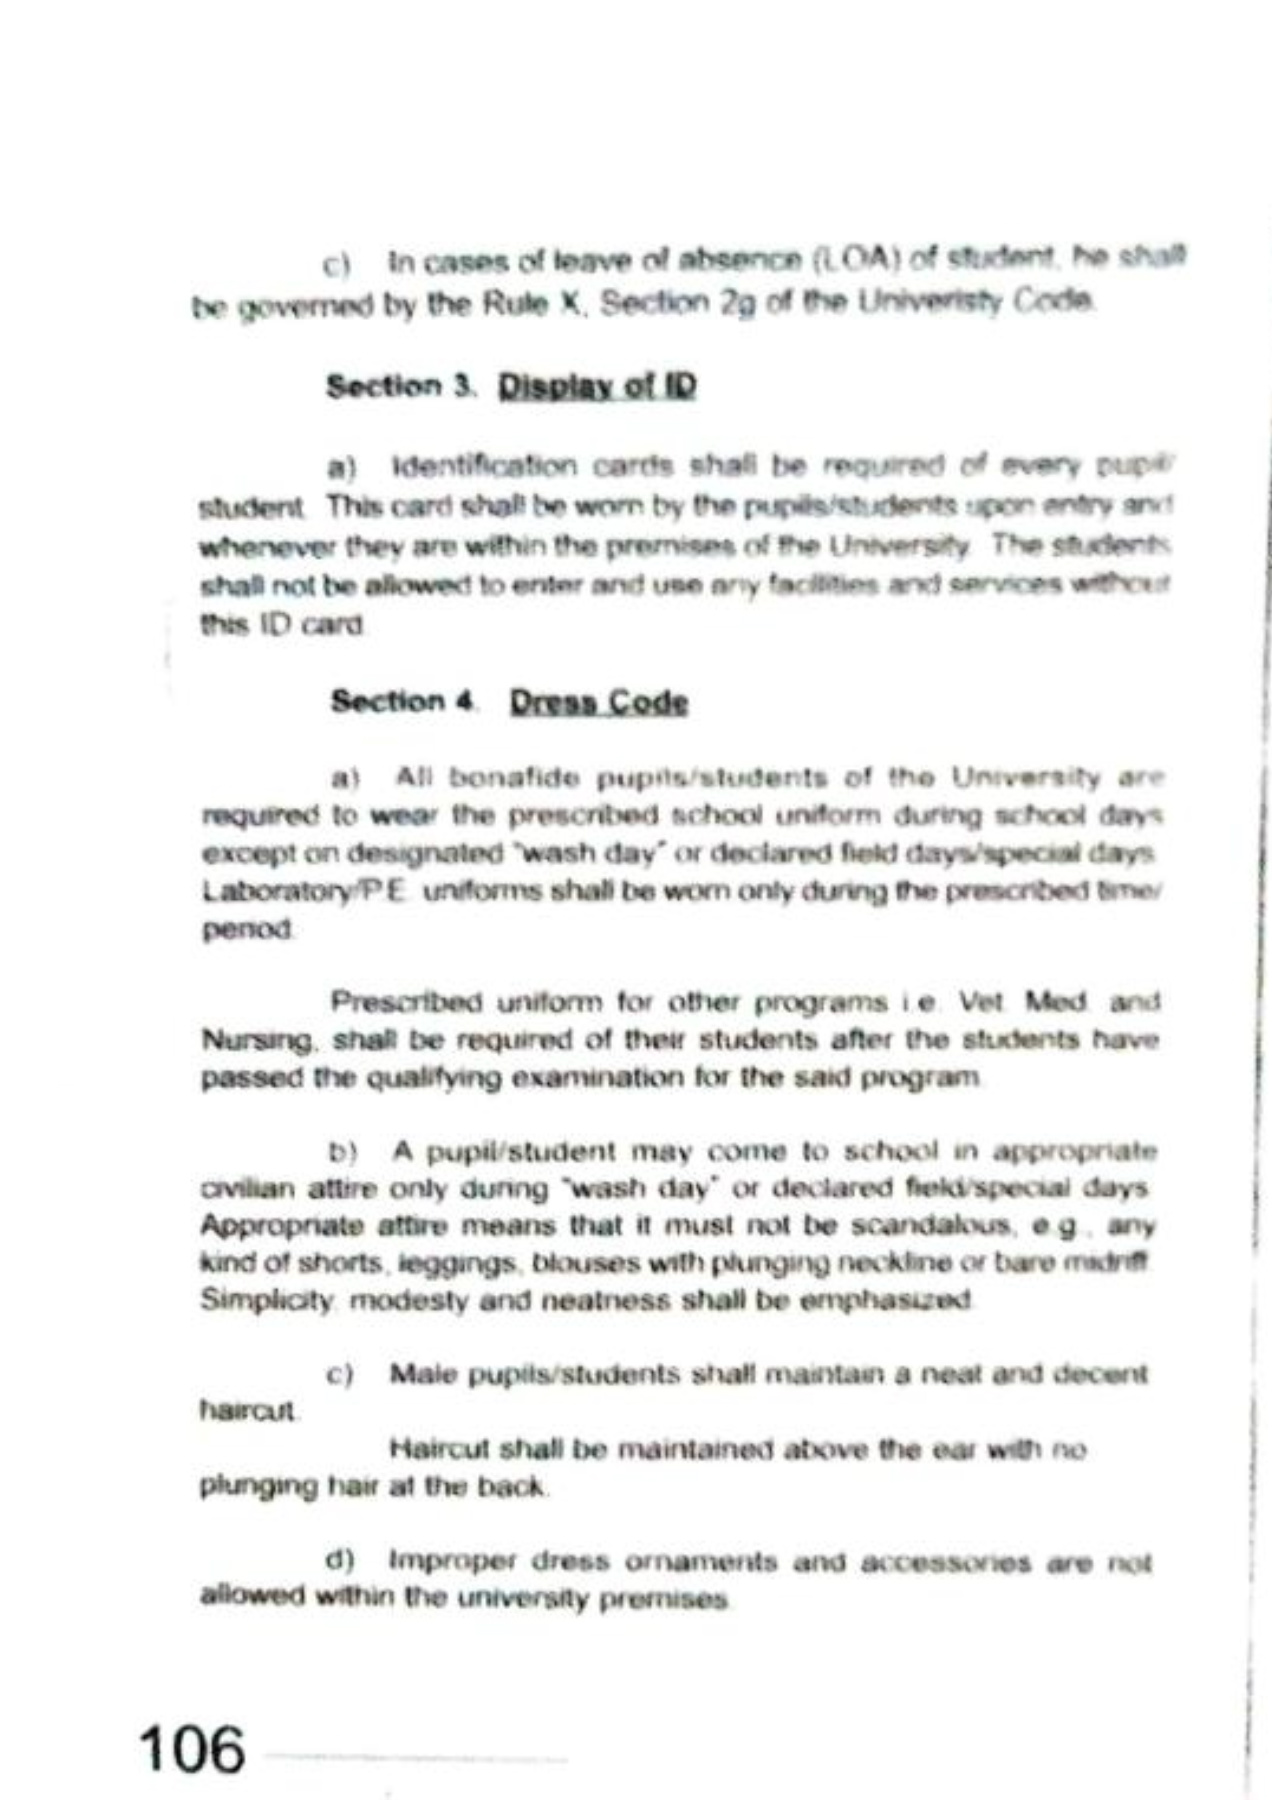 c) In cases of leave of absence (LOA) of student, he shall
be governed by the Rule X, Section 2g of the Univeristy Code.
Section 3. Display of ID
a) Identification cards shall be required of every pupil/
student. This card shall be worn by the pupils/students upon entry and
whenever they are within the premises of the University. The students
shall not be allowed to enter and use any facilities and services without
this ID card.
Section 4. Dress Code
a) All bonafide pupils/students of the University are
required to wear the prescribed school uniform during school days
except on designated "wash day" or declared field days/special days.
Laboratory/P.E. uniforms shall be worn only during the prescribed time/
period.
Prescribed uniform for other programs i.e. Vet. Med. and
Nursing, shall be required of their students after the students have
passed the qualifying examination for the said program.
b) A pupil/student may come to school in appropriate
civilian attire only during "wash day" or declared field/special days.
Appropriate attire means that it must not be scandalous, e.g., any
kind of shorts, leggings, blouses with plunging neckline or bare midriff.
Simplicity, modesty and neatness shall be emphasized.
c) Male pupils/students shall maintain a neat and decent
haircut.
Haircut shall be maintained above the ear with no
plunging hair at the back.
d) Improper dress ornaments and accessories are not
allowed within the university premises.
106